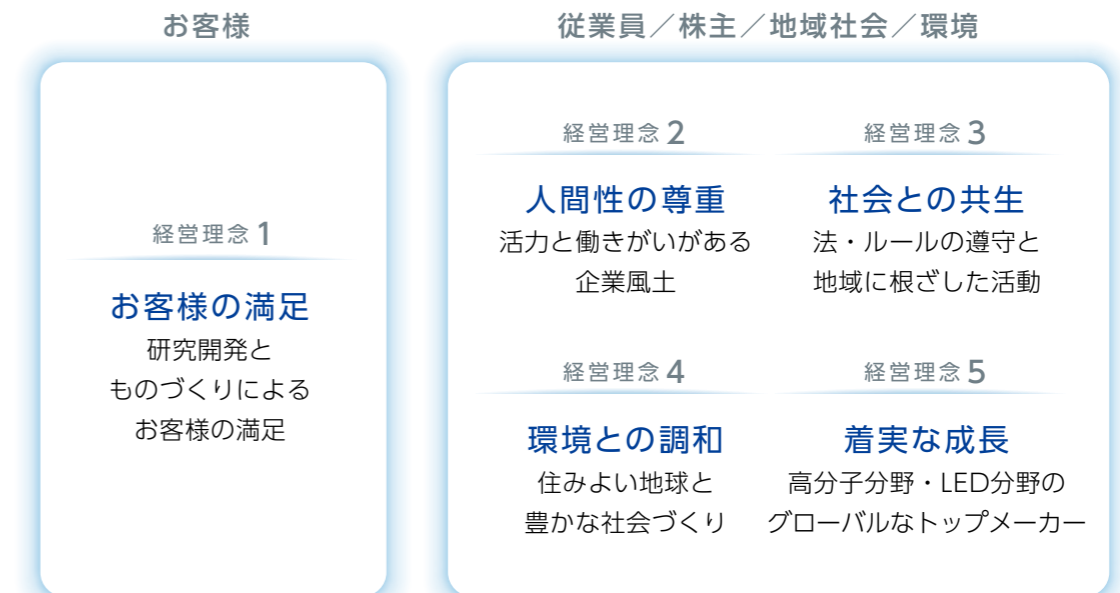 お客様
経営理念 1
お客様の満足
研究開発と
ものづくりによる
お客様の満足
従業員／株主／地域社会／環境
経営理念 2
人間性の尊重
活力と働きがいがある
企業風土
経営理念 3
社会との共生
法・ルールの遵守と
地域に根ざした活動
経営理念 4
環境との調和
住みよい地球と
豊かな社会づくり
経営理念 5
着実な成長
高分子分野・LED分野の
グローバルなトップメーカー